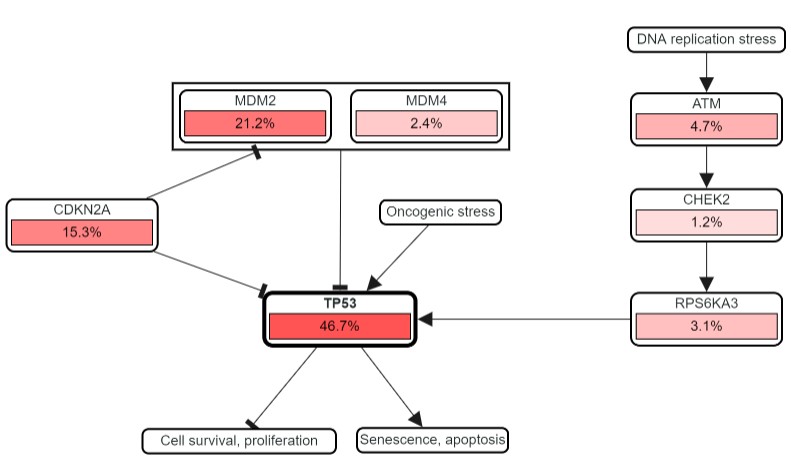 DNA replication stress
MDM2
21.2%
MDM4
2.4%
ATM
4.7%
CDKN2A
15.3%
Oncogenic stress
CHEK2
1.2%
TP53
46.7%
RPS6KA3
3.1%
Cell survival, proliferation
Senescence, apoptosis